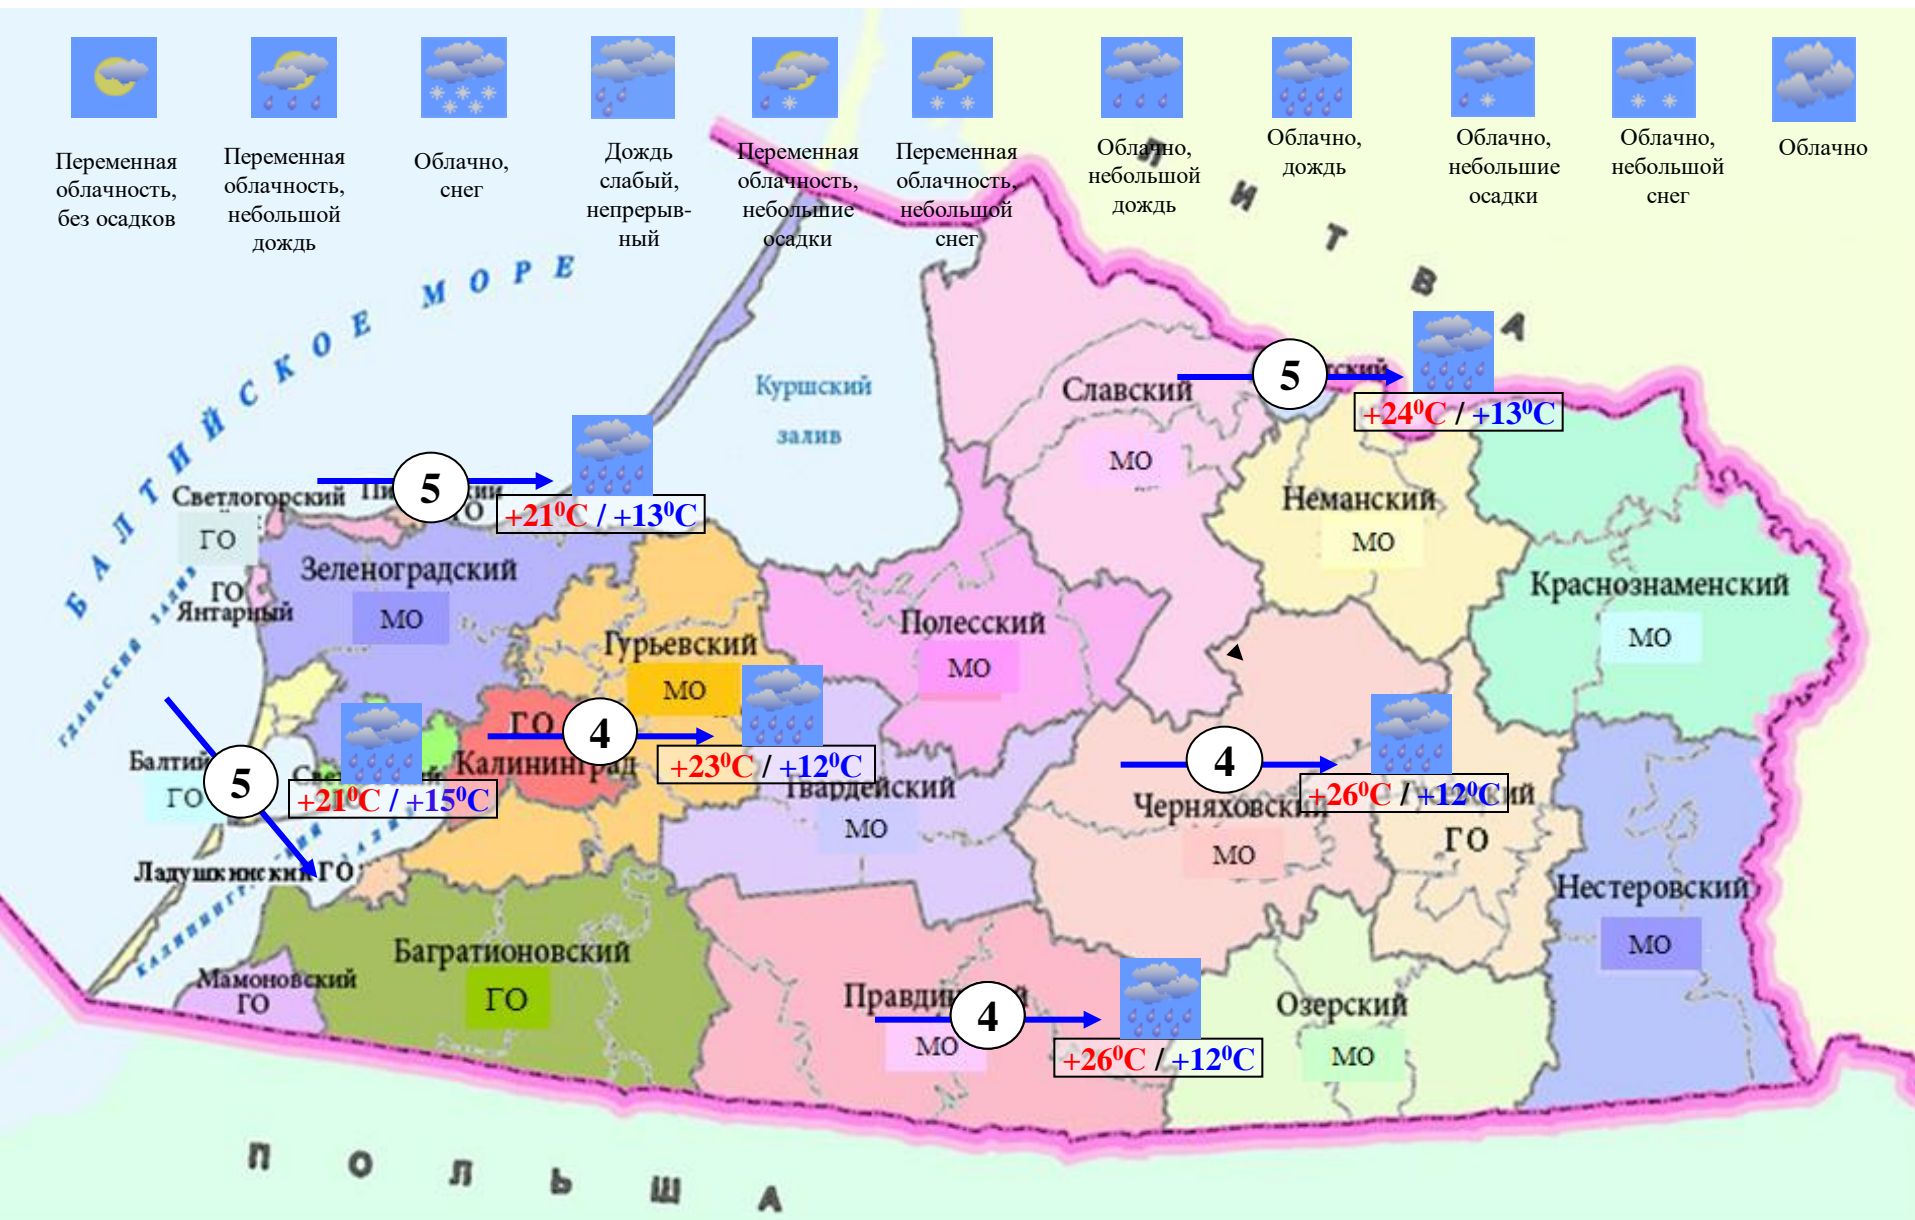 Переменная
облачность,
без осадков
Переменная
облачность,
небольшой
дождь
Облачно,
снег
Дождь
слабый,
непрерыв-
ный
Переменная
облачность,
небольшие
осадки
Переменная
облачность,
небольшой
снег
Облачно,
небольшой
дождь
Облачно,
дождь
Облачно,
небольшие
осадки
Облачно,
небольшой
снег
Облачно
ЛИТВА
БАЛТИЙСКОЕ МОРЕ
Куршский
залив
Славский
МО
5
+24⁰C / +13⁰C
5
+21⁰C / +13⁰C
Светлогорский
ГО
ГО
Янтарный
Зеленоградский
МО
Неманский
МО
Краснознаменский
МО
Полесский
МО
Гурьевский
МО
ГО
Калининград
4
+23⁰C / +12⁰C
5
+21⁰C / +15⁰C
ГО
Ладушкинский ГО
МО
4
+26⁰C / +12⁰C
Черняховский
МО
ГО
Нестеровский
МО
Багратионовский
ГО
Мамоновский
ГО
4
МО
+26⁰C / +12⁰C
Озерский
МО
ПОЛЬША